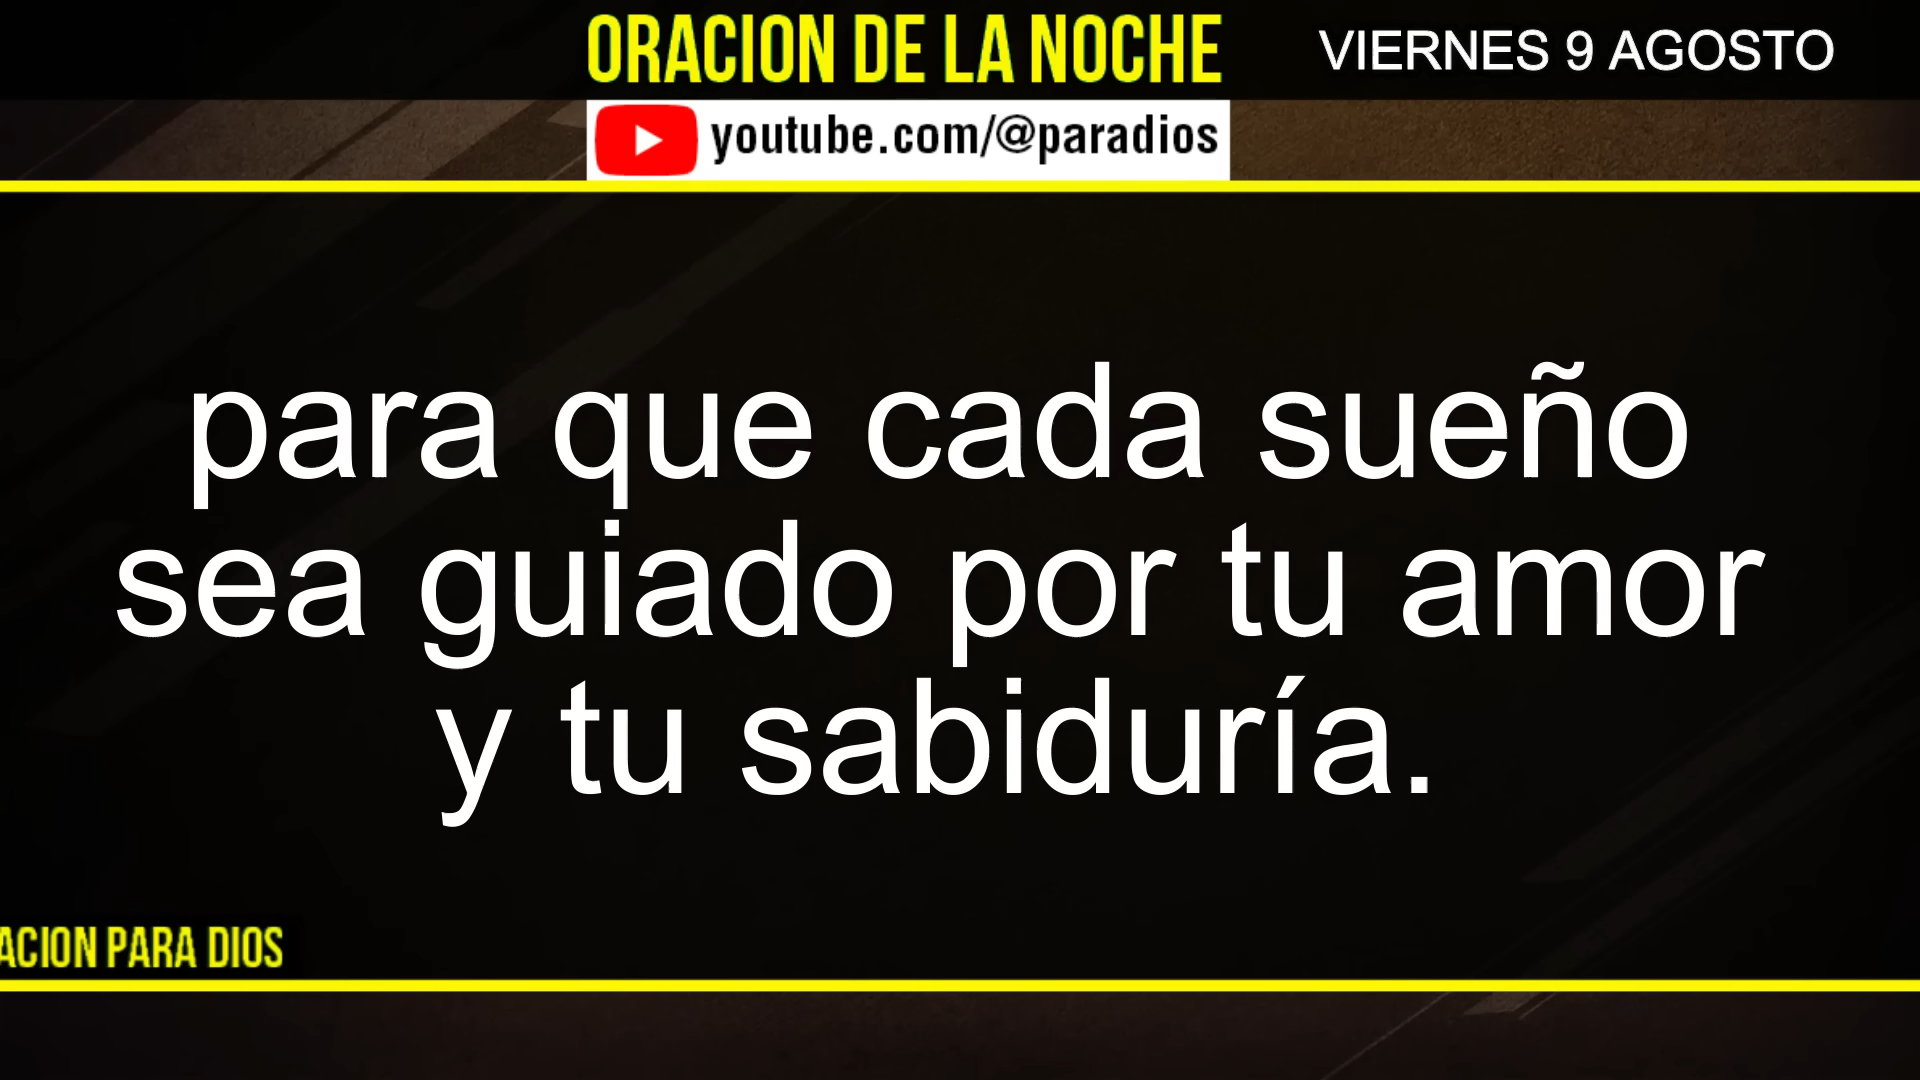 ORACION DE LA NOCHE
VIERNES 9 AGOSTO
youtube.com/@paradios
para que cada sueño
sea guiado por tu amor
y tu sabiduría.
ACION PARA DIOS